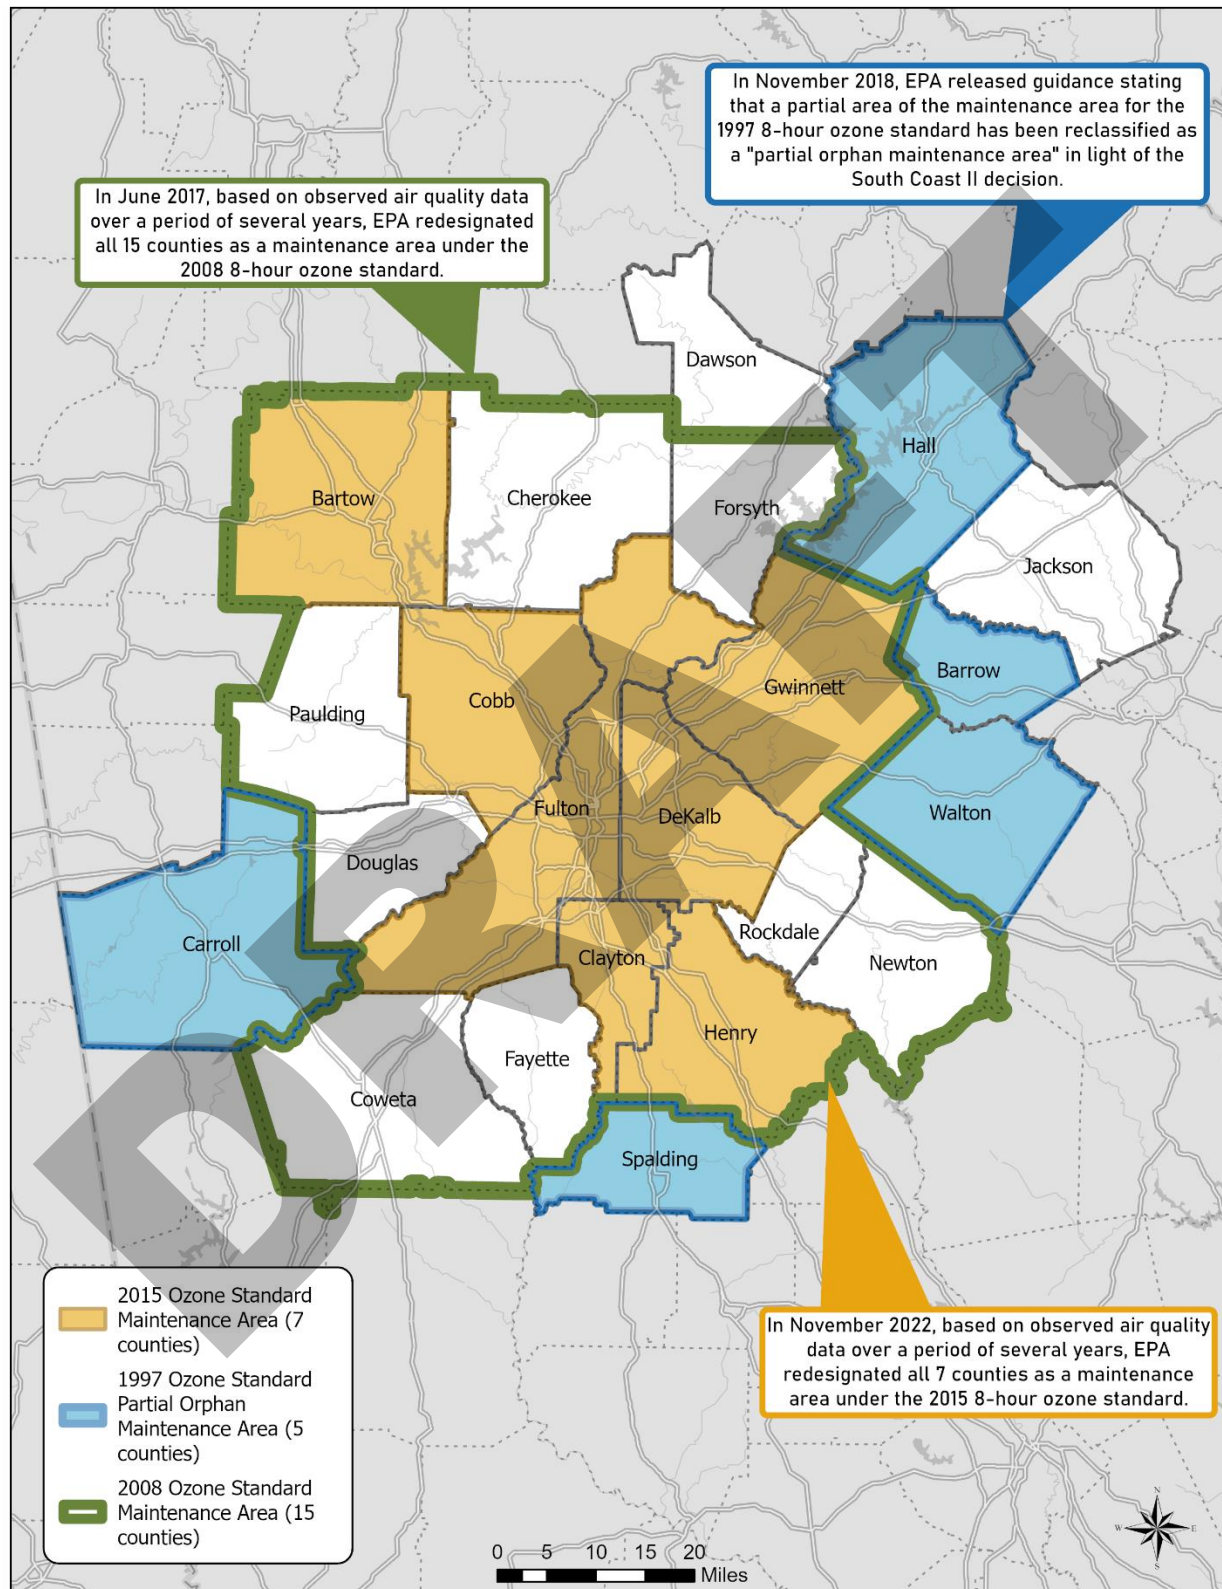 In November 2018, EPA released guidance stating
that a partial area of the maintenance area for the
1997 8-hour ozone standard has been reclassified as
a "partial orphan maintenance area" in light of the
South Coast II decision.
In June 2017, based on observed air quality data
over a period of several years, EPA redesignated
all 15 counties as a maintenance area under the
2008 8-hour ozone standard.
Dawson
Hall
Bartow
Cherokee
Forsyth
Jackson
Barrow
Gwinnett
Cobb
Paulding
Fulton
DeKalb
Walton
Douglas
Carroll
Rockdale
Clayton
Newton
Henry
Fayette
Coweta
Spalding
DRAFT
2015 Ozone Standard
Maintenance Area (7
counties)
1997 Ozone Standard
Partial Orphan
Maintenance Area (5
counties)
2008 Ozone Standard
Maintenance Area (15
counties)
In November 2022, based on observed air quality
data over a period of several years, EPA
redesignated all 7 counties as a maintenance
area under the 2015 8-hour ozone standard.
N
W E
S
0 5 10 15 20
Miles